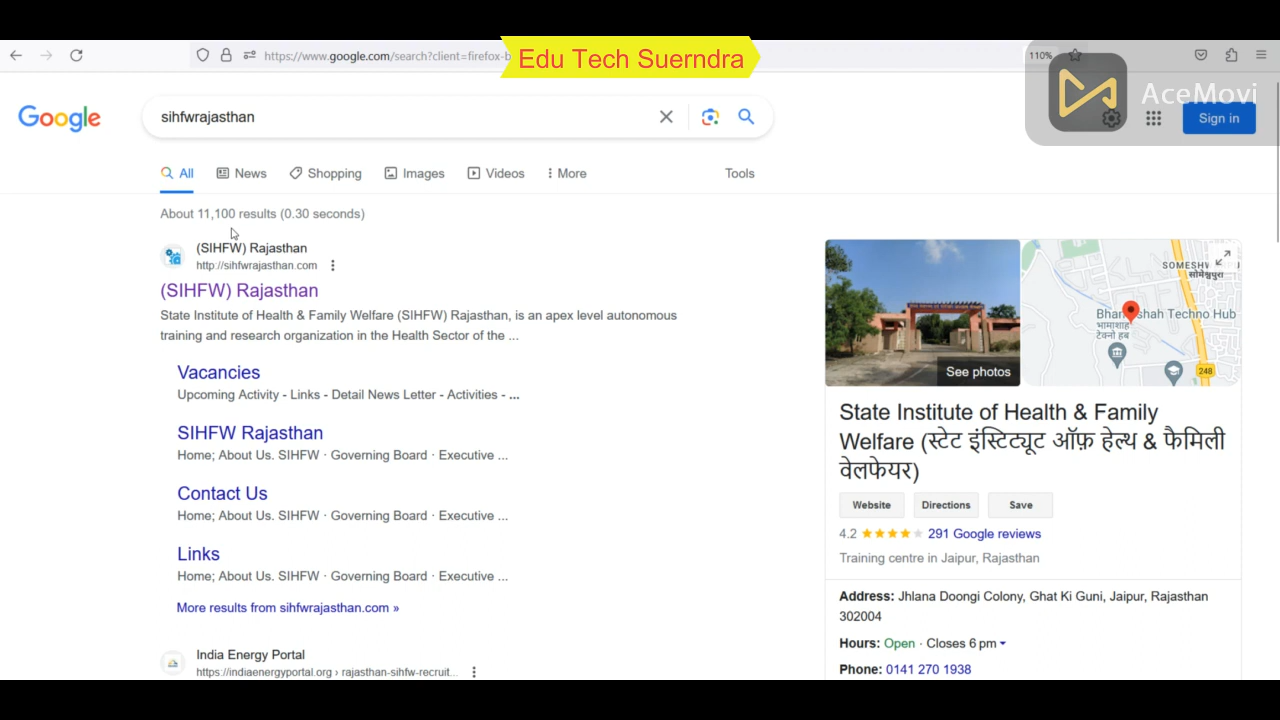 https://www.google.com/search?client=firefox-b
Edu Tech Suerndra
110%
AceMovi
Google
sihfwrajasthan
Sign in
All
News
Shopping
Images
Videos
More
Tools
About 11,100 results (0.30 seconds)
(SIHFW) Rajasthan
http://sihfwrajasthan.com
(SIHFW) Rajasthan
State Institute of Health & Family Welfare (SIHFW) Rajasthan, is an apex level autonomous
training and research organization in the Health Sector of the ...
Vacancies
Upcoming Activity - Links - Detail News Letter - Activities - ...
SIHFW Rajasthan
Home; About Us. SIHFW · Governing Board · Executive ...
Contact Us
Home; About Us. SIHFW · Governing Board · Executive ...
Links
Home; About Us. SIHFW · Governing Board · Executive ...
More results from sihfwrajasthan.com »
India Energy Portal
https://indiaenergyportal.org › rajasthan-sihfw-recruit...
See photos
सोमेश्वपुरा
Techno Hub
भामाशाह
टेक्नो हब
248
State Institute of Health & Family
Welfare (स्टेट इंस्टिट्यूट ऑफ़ हेल्थ & फैमिली
वेलफेयर)
Website
Directions
Save
4.2
291 Google reviews
Training centre in Jaipur, Rajasthan
Address: Jhlana Doongi Colony, Ghat Ki Guni, Jaipur, Rajasthan
302004
Hours: Open · Closes 6 pm
Phone: 0141 270 1938